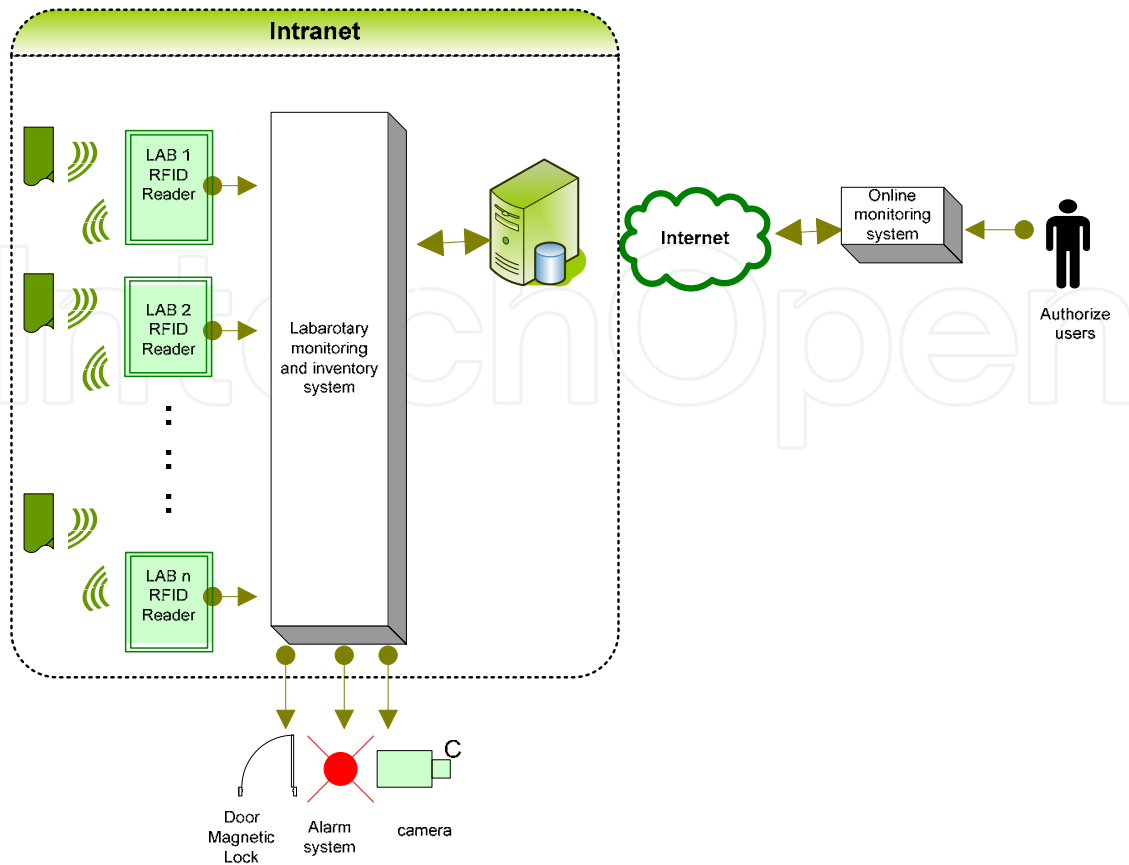 Intranet
LAB 1
RFID
Reader
LAB 2
RFID
Reader
LAB n
RFID
Reader
Labarotary
monitoring
and inventory
system
Internet
Online
monitoring
system
Authorize
users
IntechOpen
C
Door
Magnetic
Lock
Alarm
system
camera